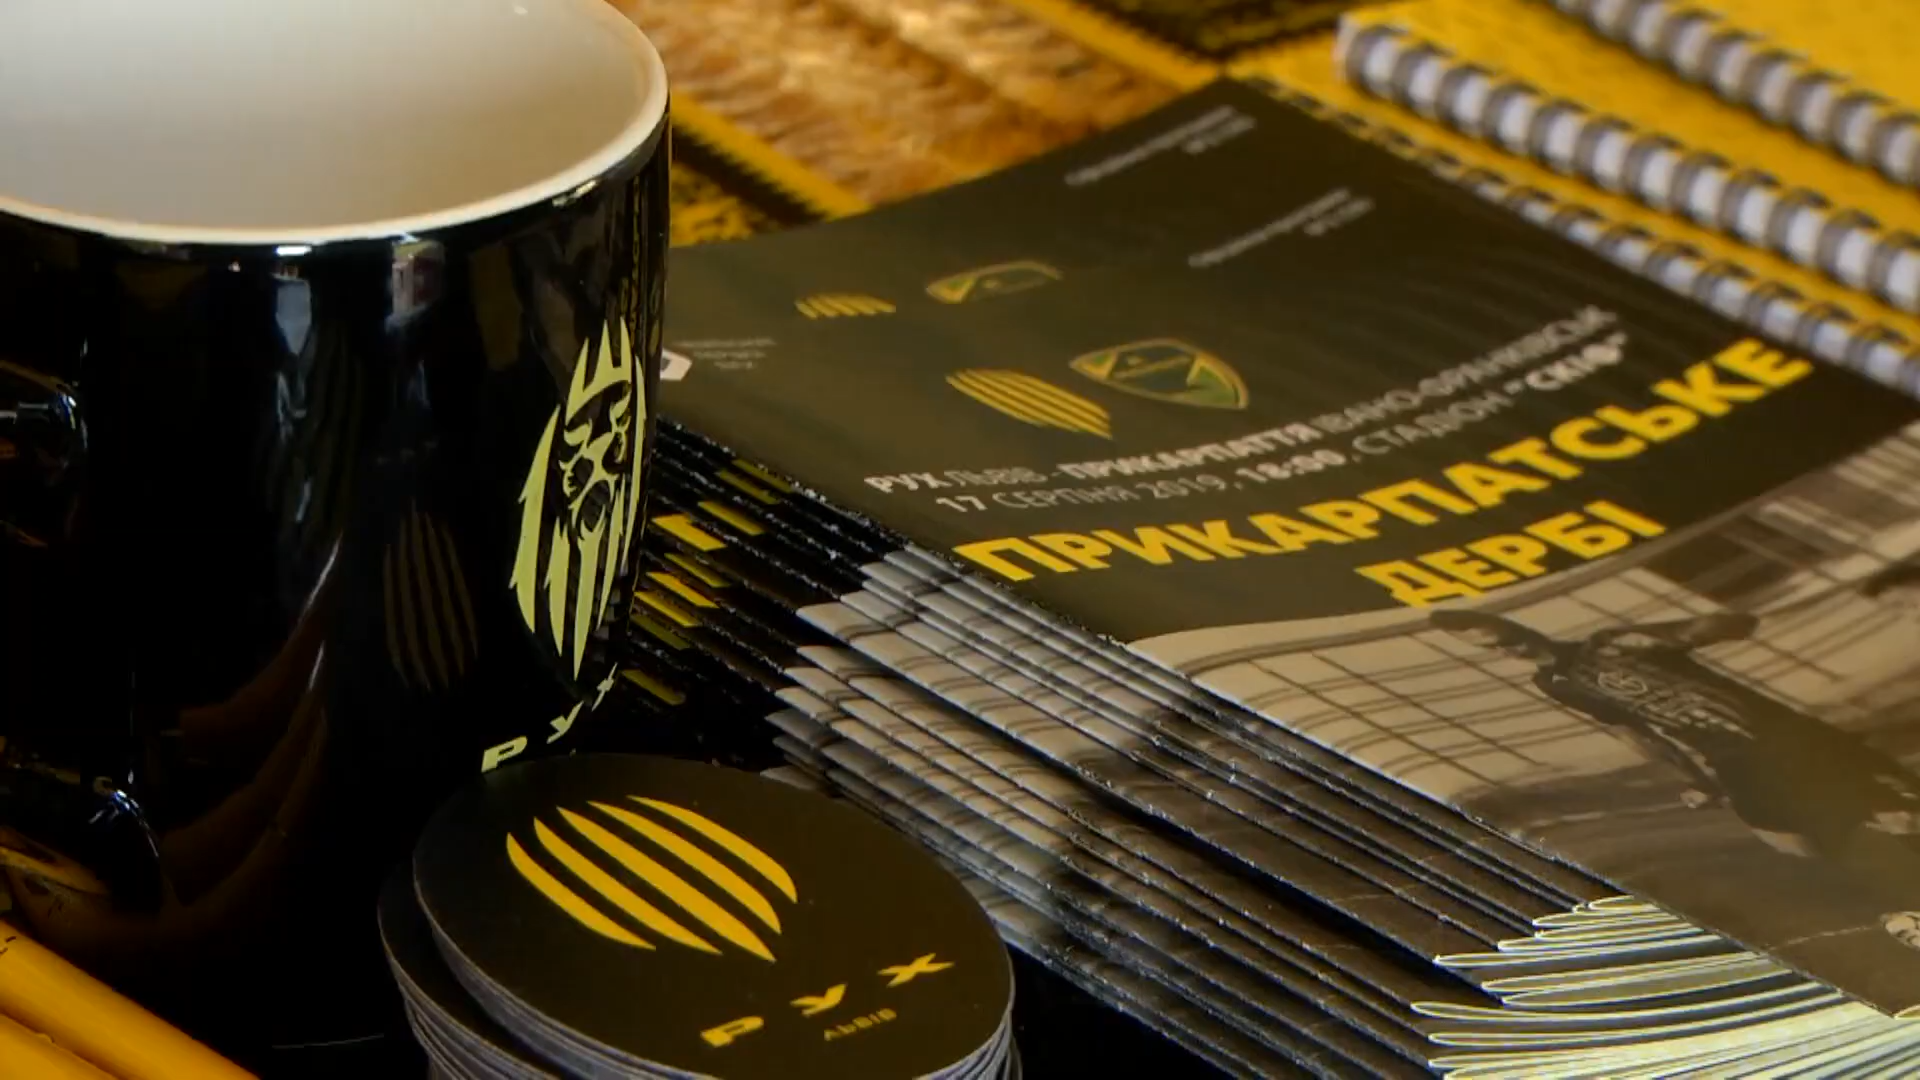 РУХ ЛЬВІВ - ПРИКАРПАТТЯ ІВАНО-ФРАНКІВСЬК
17 СЕРПНЯ 2019, 18:00, СТАДІОН "СКІФ"
ПРИКАРПАТСЬКЕ
ДЕРБІ
РУХ
РУХ
ЛЬВІВ